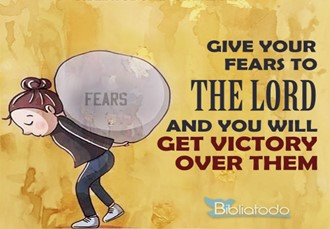 FEARS
GIVE YOUR
FEARS TO
THE LORD
AND YOU WILL
GET VICTORY
OVER THEM
Bibliatodo